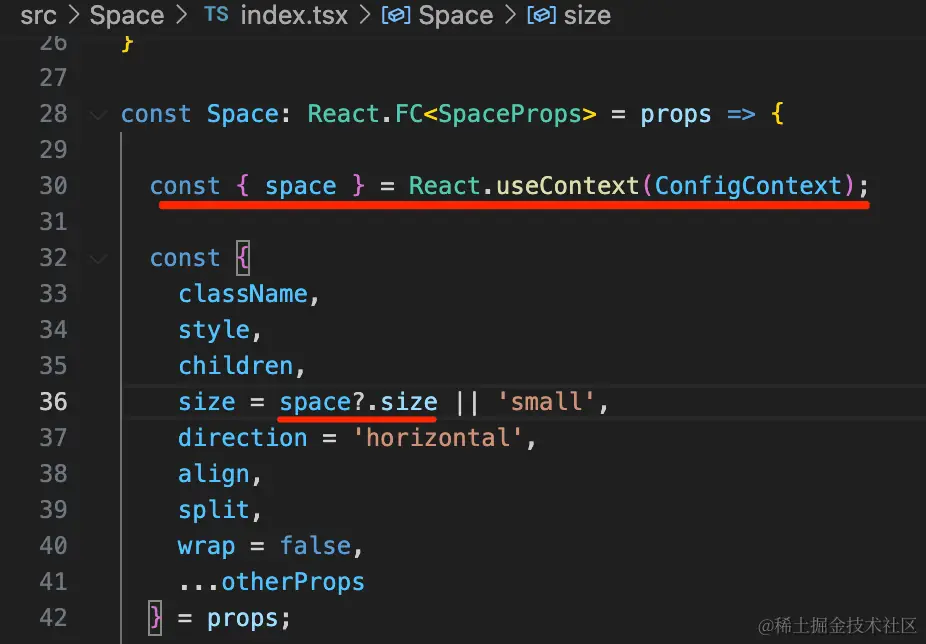 src > Space > TS index.tsx > Space > size
26 }
27
28 const Space: React.FC<SpaceProps> = props => {
29
30 const { space } = React.useContext(ConfigContext);
31
32 const {
33 className,
34 style,
35 children,
36 size = space?.size || 'small',
37 direction = 'horizontal',
38 align,
39 split,
40 wrap = false,
41 ...otherProps
42 } = props;
@稀土掘金技术社区